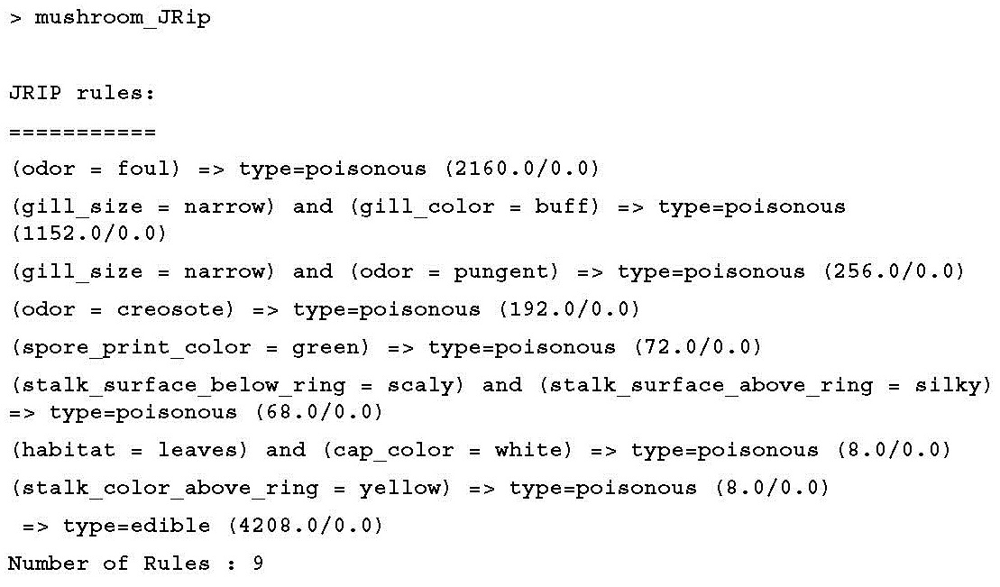 > mushroom_JRip
JRIP rules:
===========
(odor = foul) => type=poisonous (2160.0/0.0)
(gill_size = narrow) and (gill_color = buff) => type=poisonous
(1152.0/0.0)
(gill_size = narrow) and (odor = pungent) => type=poisonous (256.0/0.0)
(odor = creosote) => type=poisonous (192.0/0.0)
(spore_print_color = green) => type=poisonous (72.0/0.0)
(stalk_surface_below_ring = scaly) and (stalk_surface_above_ring = silky)
=> type=poisonous (68.0/0.0)
(habitat = leaves) and (cap_color = white) => type=poisonous (8.0/0.0)
(stalk_color_above_ring = yellow) => type=poisonous (8.0/0.0)
=> type=edible (4208.0/0.0)
Number of Rules : 9